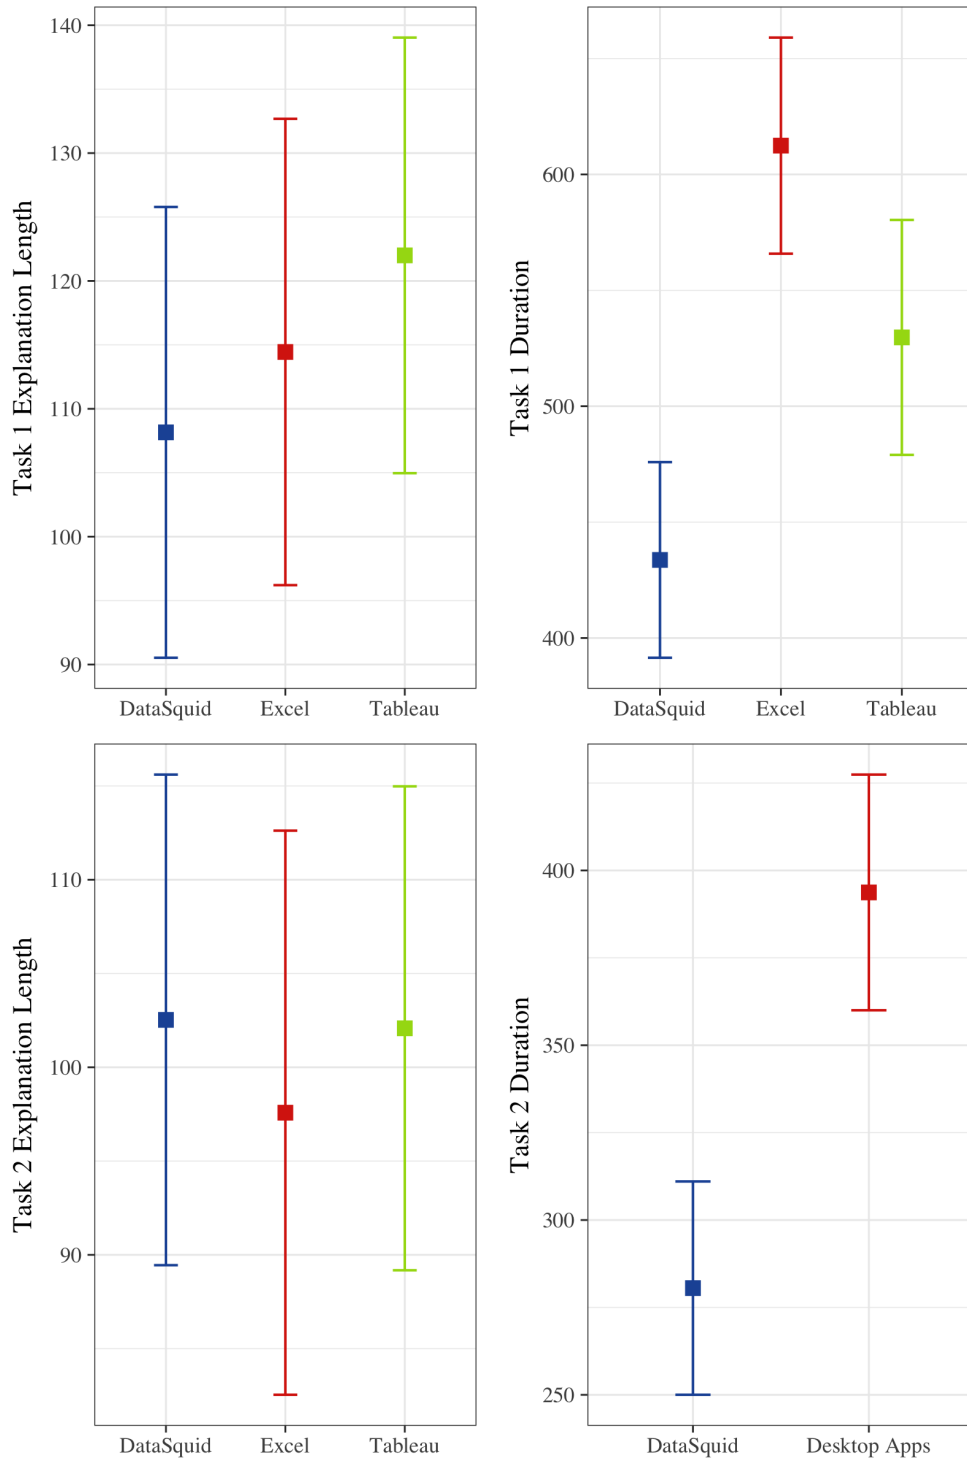 Task 1 Explanation Length
140
130
120
110
100
90
DataSquid Excel Tableau
Task 1 Duration
600
500
400
DataSquid Excel Tableau
Task 2 Explanation Length
110
100
90
DataSquid Excel Tableau
Task 2 Duration
400
350
300
250
DataSquid Desktop Apps